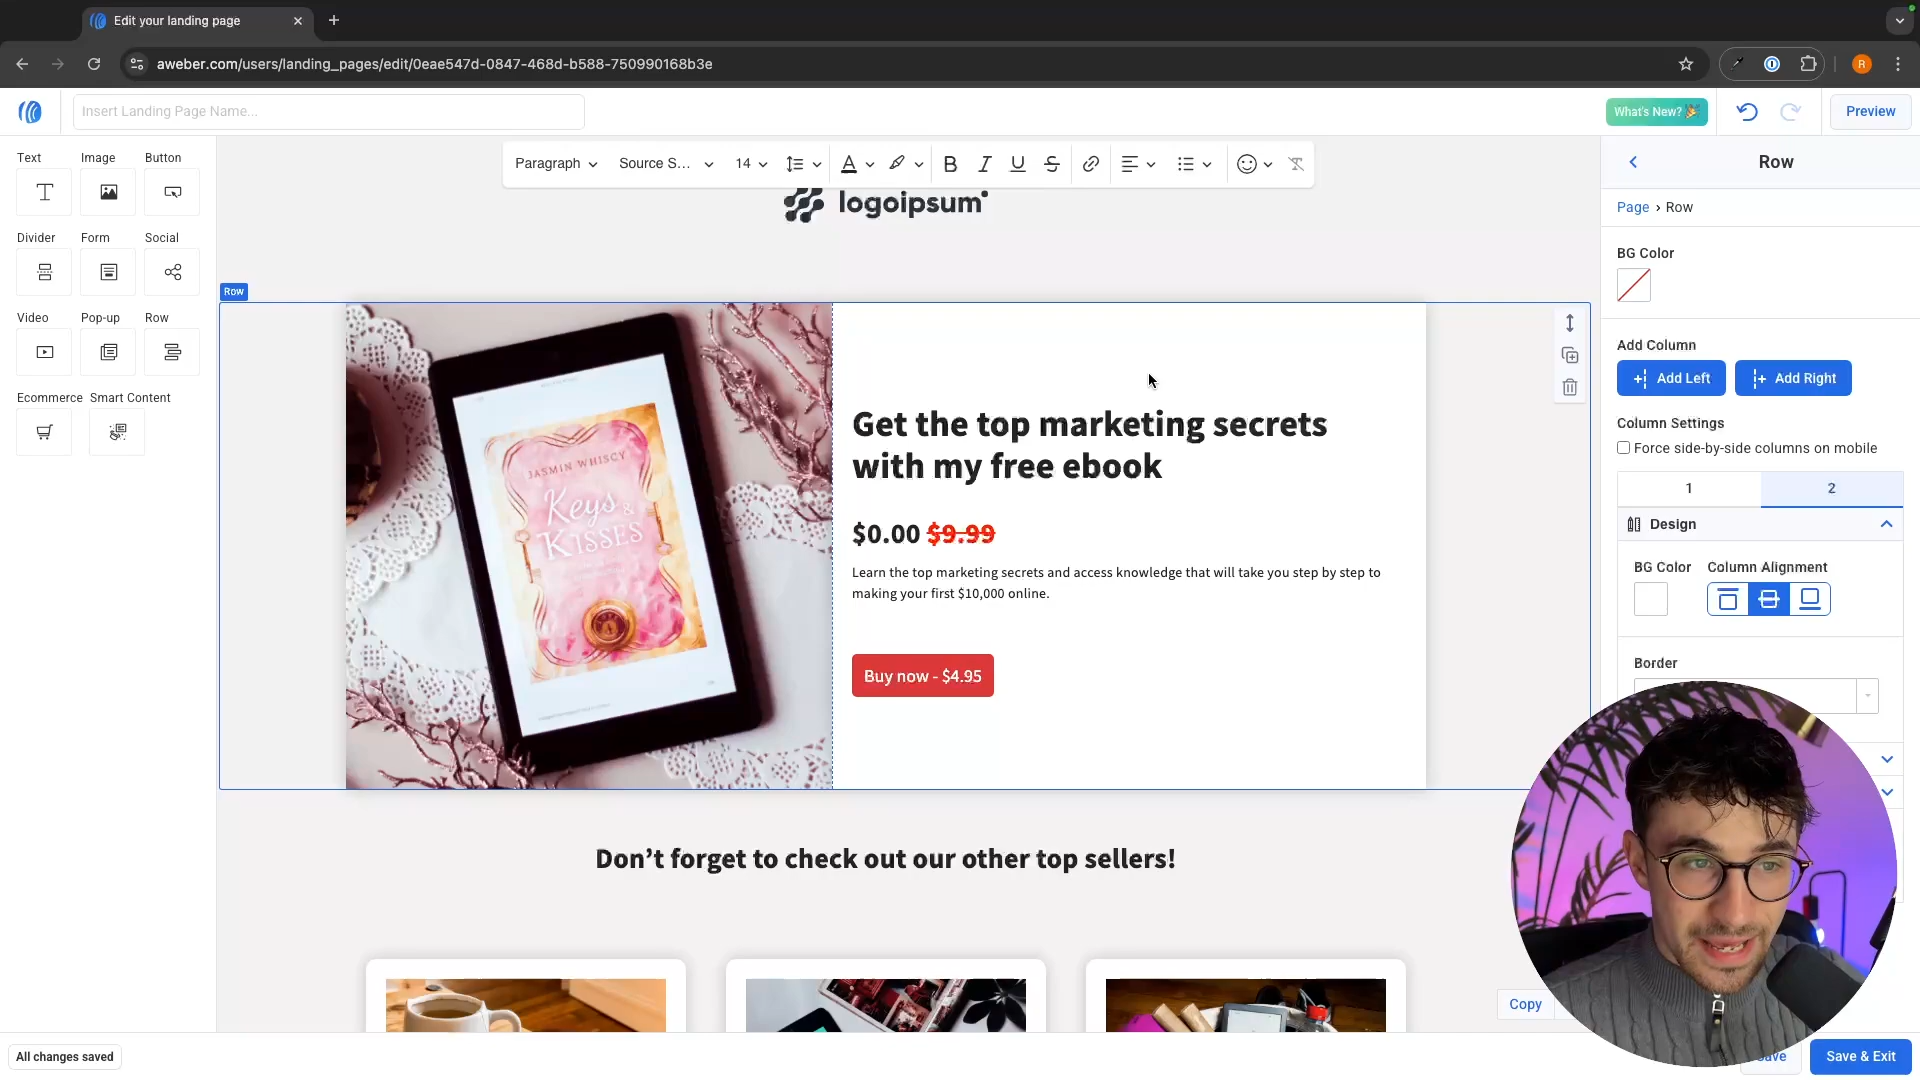 Edit your landing page
aweber.com/users/landing_pages/edit/0eae547d-0847-468d-b588-750990168b3e
R
Insert Landing Page Name...
What's New?
Preview
Text
Image
Button
Divider
Form
Social
Video
Pop-up
Row
Ecommerce
Smart Content
Paragraph
Source S...
14
logoipsum
Row
JASMIN WHISCY
Keys &
Kisses
Get the top marketing secrets
with my free ebook
$0.00 $9.99
Learn the top marketing secrets and access knowledge that will take you step by step to
making your first $10,000 online.
Buy now - $4.95
Don’t forget to check out our other top sellers!
Row
Page › Row
BG Color
Add Column
Add Left
Add Right
Column Settings
Force side-by-side columns on mobile
1
2
Design
BG Color
Column Alignment
Border
Copy
All changes saved
Save & Exit